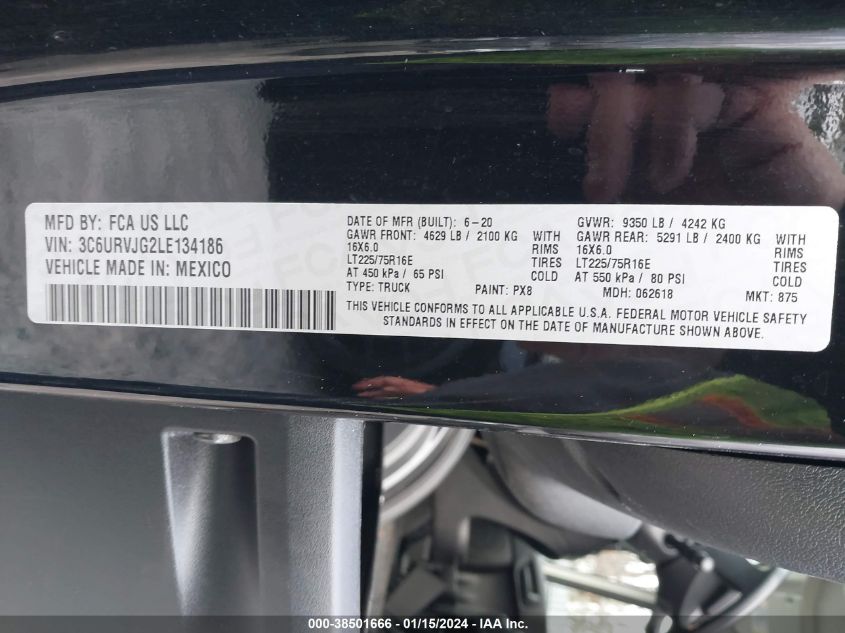 MFD BY: FCA US LLC
VIN: 3C6URVJG2LE134186
VEHICLE MADE IN: MEXICO
DATE OF MFR (BUILT): 6-20
GAWR FRONT: 4629 LB / 2100 KG WITH
16X6.0 RIMS
LT225/75R16E TIRES
AT 450 kPa / 65 PSI COLD
TYPE: TRUCK PAINT: PX8
GVWR: 9350 LB / 4242 KG
GAWR REAR: 5291 LB / 2400 KG WITH
16X6.0 RIMS
LT225/75R16E TIRES
AT 550 kPa / 80 PSI COLD
MDH: 062618 MKT: 875
THIS VEHICLE CONFORMS TO ALL APPLICABLE U.S.A. FEDERAL MOTOR VEHICLE SAFETY
STANDARDS IN EFFECT ON THE DATE OF MANUFACTURE SHOWN ABOVE.
000-38501666 - 01/15/2024 - IAA Inc.